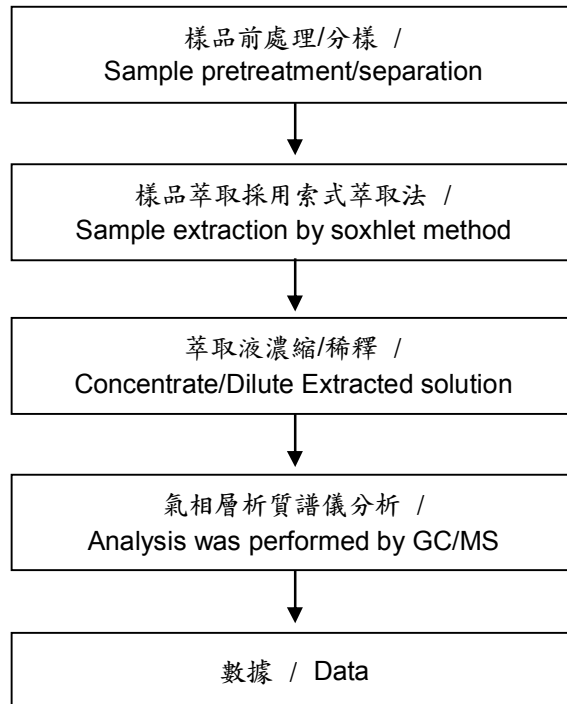 樣品前處理/分樣 /
Sample pretreatment/separation
樣品萃取採用索式萃取法 /
Sample extraction by soxhlet method
萃取液濃縮/稀釋 /
Concentrate/Dilute Extracted solution
氣相層析質譜儀分析 /
Analysis was performed by GC/MS
數據 / Data